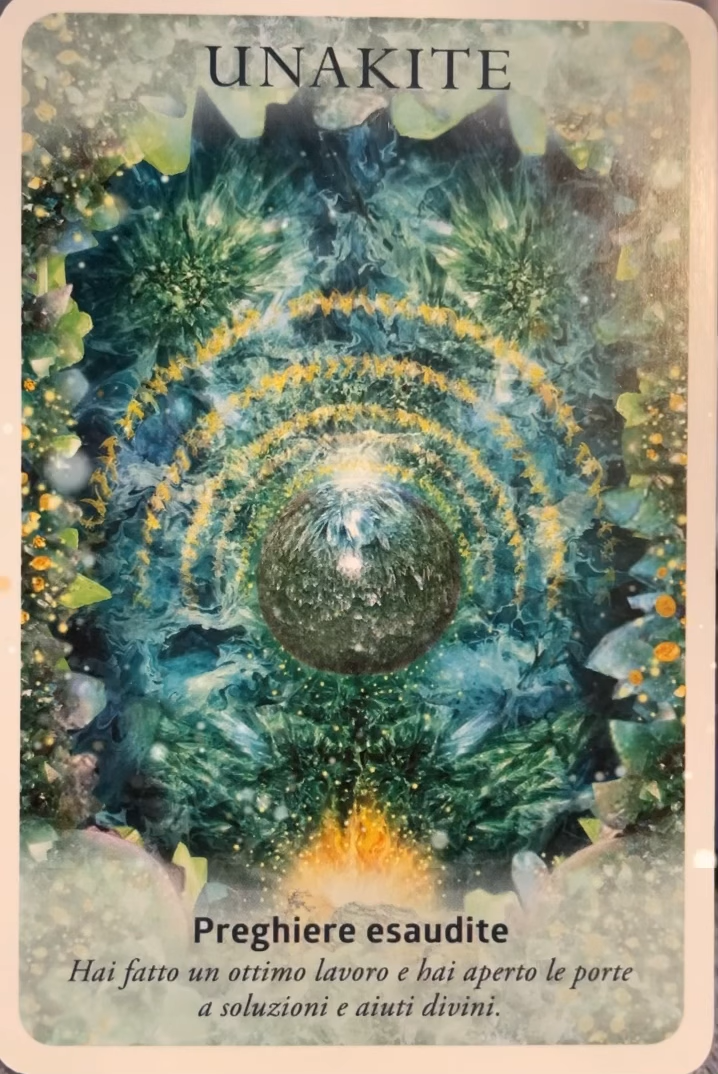 UNAKITE
Preghiere esaudite
Hai fatto un ottimo lavoro e hai aperto le porte
a soluzioni e aiuti divini.